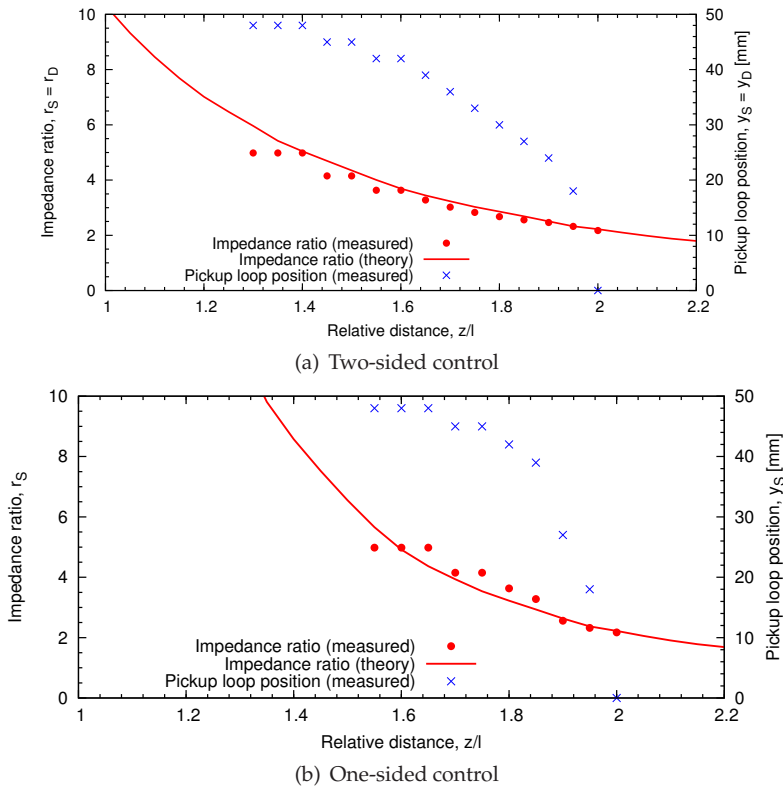 10
8
6
4
2
0
Impedance ratio, r_S = r_D
50
40
30
20
10
0
Pickup loop position, y_S = y_D [mm]
Impedance ratio (measured)
Impedance ratio (theory)
Pickup loop position (measured)
1 1.2 1.4 1.6 1.8 2 2.2
Relative distance, z/l
(a) Two-sided control
10
8
6
4
2
0
Impedance ratio, r_S
50
40
30
20
10
0
Pickup loop position, y_S [mm]
Impedance ratio (measured)
Impedance ratio (theory)
Pickup loop position (measured)
1 1.2 1.4 1.6 1.8 2 2.2
Relative distance, z/l
(b) One-sided control